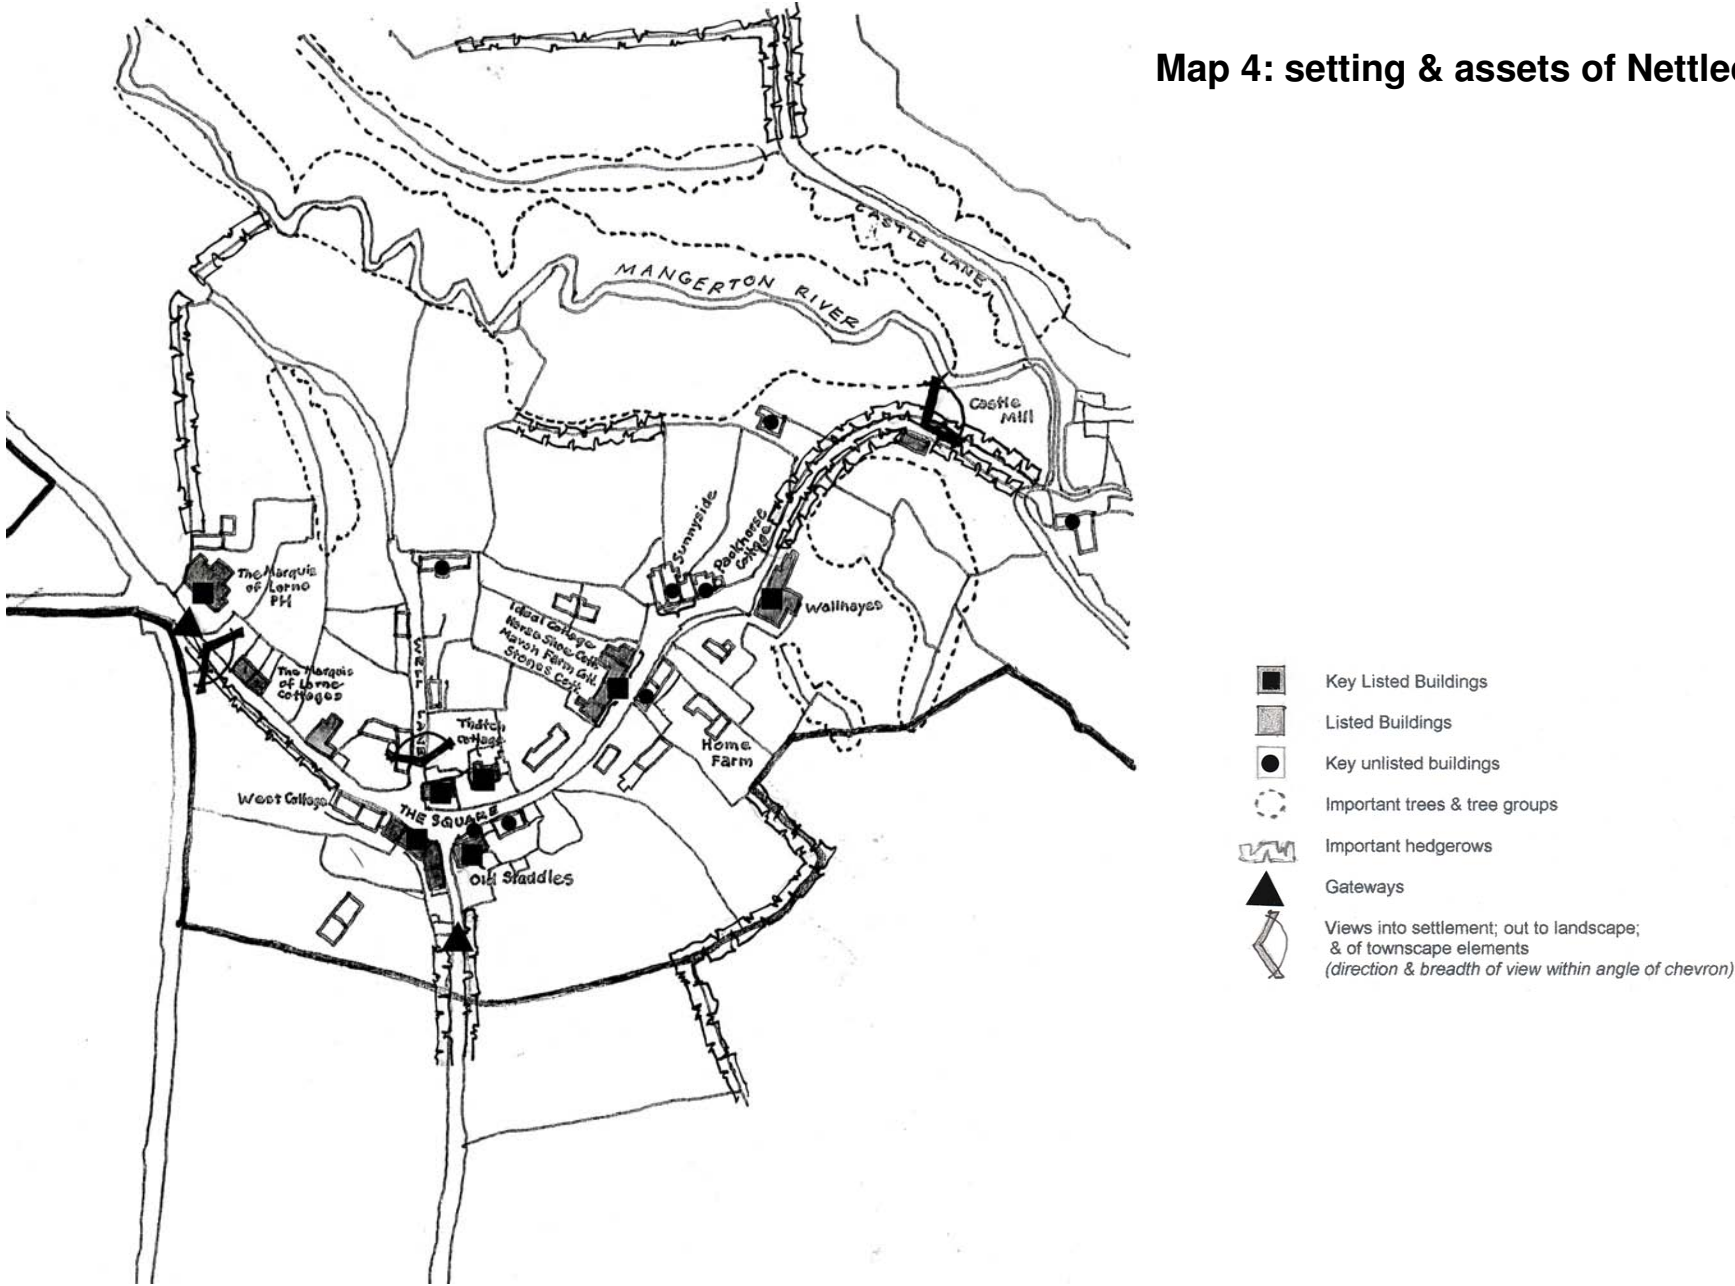 Map 4: setting & assets of Nettle
CASTLE LANE
MANGERTON RIVER
Castle
Mill
Sunnyside
Packhorse
Cottage
The Marquis
of Lorne
PH
Wallhayes
Ideal Cottage
Horse Shoe Cott.
Marsh Farm Cott.
Stones Cott.
WELL LANE
The Marquis
of Lorne
Cottages
Thatch
Cottage
Home
Farm
West Cottage
THE SQUARE
Old Staddles
Key Listed Buildings
Listed Buildings
Key unlisted buildings
Important trees & tree groups
Important hedgerows
Gateways
Views into settlement; out to landscape;
& of townscape elements
(direction & breadth of view within angle of chevron)